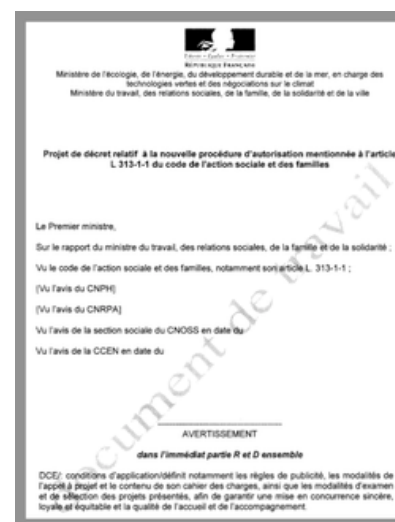 Liberté • Égalité • Fraternité
RÉPUBLIQUE FRANÇAISE
Ministère de l'écologie, de l'énergie, du développement durable et de la mer, en charge des
technologies vertes et des négociations sur le climat
Ministère du travail, des relations sociales, de la famille, de la solidarité et de la ville
Projet de décret relatif à la nouvelle procédure d'autorisation mentionnée à l'article
L 313-1-1 du code de l'action sociale et des familles
Le Premier ministre,
Sur le rapport du ministre du travail, des relations sociales, de la famille et de la solidarité ;
Vu le code de l'action sociale et des familles, notamment son article L. 313-1-1 ;
[Vu l'avis du CNPH]
[Vu l'avis du CNRPA]
Vu l'avis de la section sociale du CNOSS en date du
Vu l'avis de la CCEN en date du
AVERTISSEMENT
dans l'immédiat partie R et D ensemble
DCE/: conditions d'application/définit notamment les règles de publicité, les modalités de
l'appel à projet et le contenu de son cahier des charges, ainsi que les modalités d'examen
et de sélection des projets présentés, afin de garantir une mise en concurrence sincère,
loyale et équitable et la qualité de l'accueil et de l'accompagnement.
Document de travail